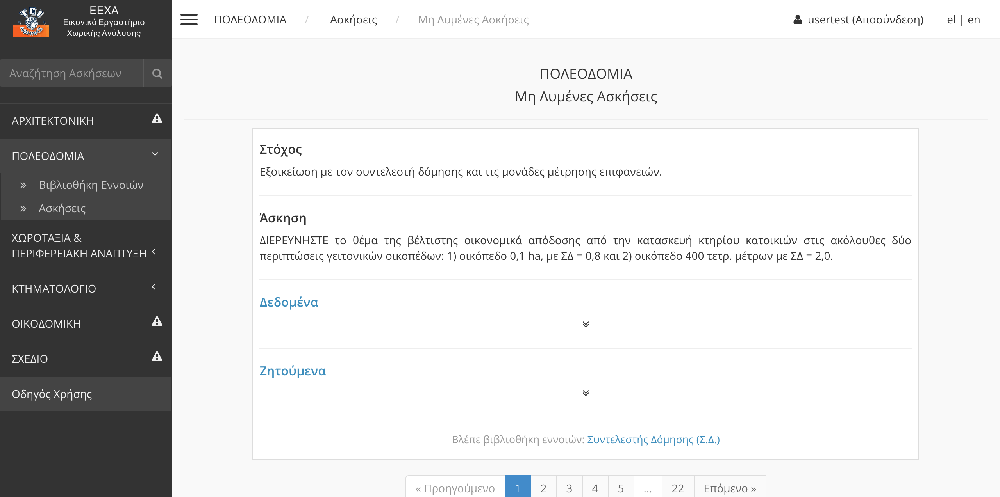 ΤΕΙ
ΑΘΗΝΑΣ
ΕΕΧΑ
Εικονικό Εργαστήριο
Χωρικής Ανάλυσης
Αναζήτηση Ασκήσεων
ΑΡΧΙΤΕΚΤΟΝΙΚΗ
ΠΟΛΕΟΔΟΜΙΑ
Βιβλιοθήκη Εννοιών
Ασκήσεις
ΧΩΡΟΤΑΞΙΑ &
ΠΕΡΙΦΕΡΕΙΑΚΗ ΑΝΑΠΤΥΞΗ
ΚΤΗΜΑΤΟΛΟΓΙΟ
ΟΙΚΟΔΟΜΙΚΗ
ΣΧΕΔΙΟ
Οδηγός Χρήσης
ΠΟΛΕΟΔΟΜΙΑ / Ασκήσεις / Μη Λυμένες Ασκήσεις
usertest (Αποσύνδεση) el | en
ΠΟΛΕΟΔΟΜΙΑ
Μη Λυμένες Ασκήσεις
Στόχος
Εξοικείωση με τον συντελεστή δόμησης και τις μονάδες μέτρησης επιφανειών.
Άσκηση
ΔΙΕΡΕΥΝΗΣΤΕ το θέμα της βέλτιστης οικονομικά απόδοσης από την κατασκευή κτηρίου κατοικιών στις ακόλουθες δύο
περιπτώσεις γειτονικών οικοπέδων: 1) οικόπεδο 0,1 ha, με ΣΔ = 0,8 και 2) οικόπεδο 400 τετρ. μέτρων με ΣΔ = 2,0.
Δεδομένα
Ζητούμενα
Βλέπε βιβλιοθήκη εννοιών: Συντελεστής Δόμησης (Σ.Δ.)
« Προηγούμενο 1 2 3 4 5 ... 22 Επόμενο »